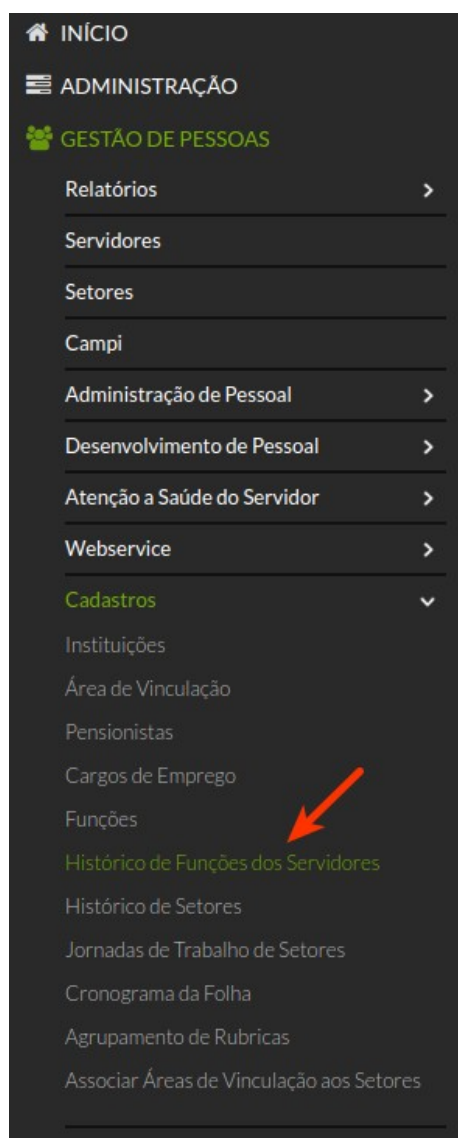 INÍCIO
ADMINISTRAÇÃO
GESTÃO DE PESSOAS
Relatórios
Servidores
Setores
Campi
Administração de Pessoal
Desenvolvimento de Pessoal
Atenção a Saúde do Servidor
Webservice
Cadastros
Instituições
Área de Vinculação
Pensionistas
Cargos de Emprego
Funções
Histórico de Funções dos Servidores
Histórico de Setores
Jornadas de Trabalho de Setores
Cronograma da Folha
Agrupamento de Rubricas
Associar Áreas de Vinculação aos Setores